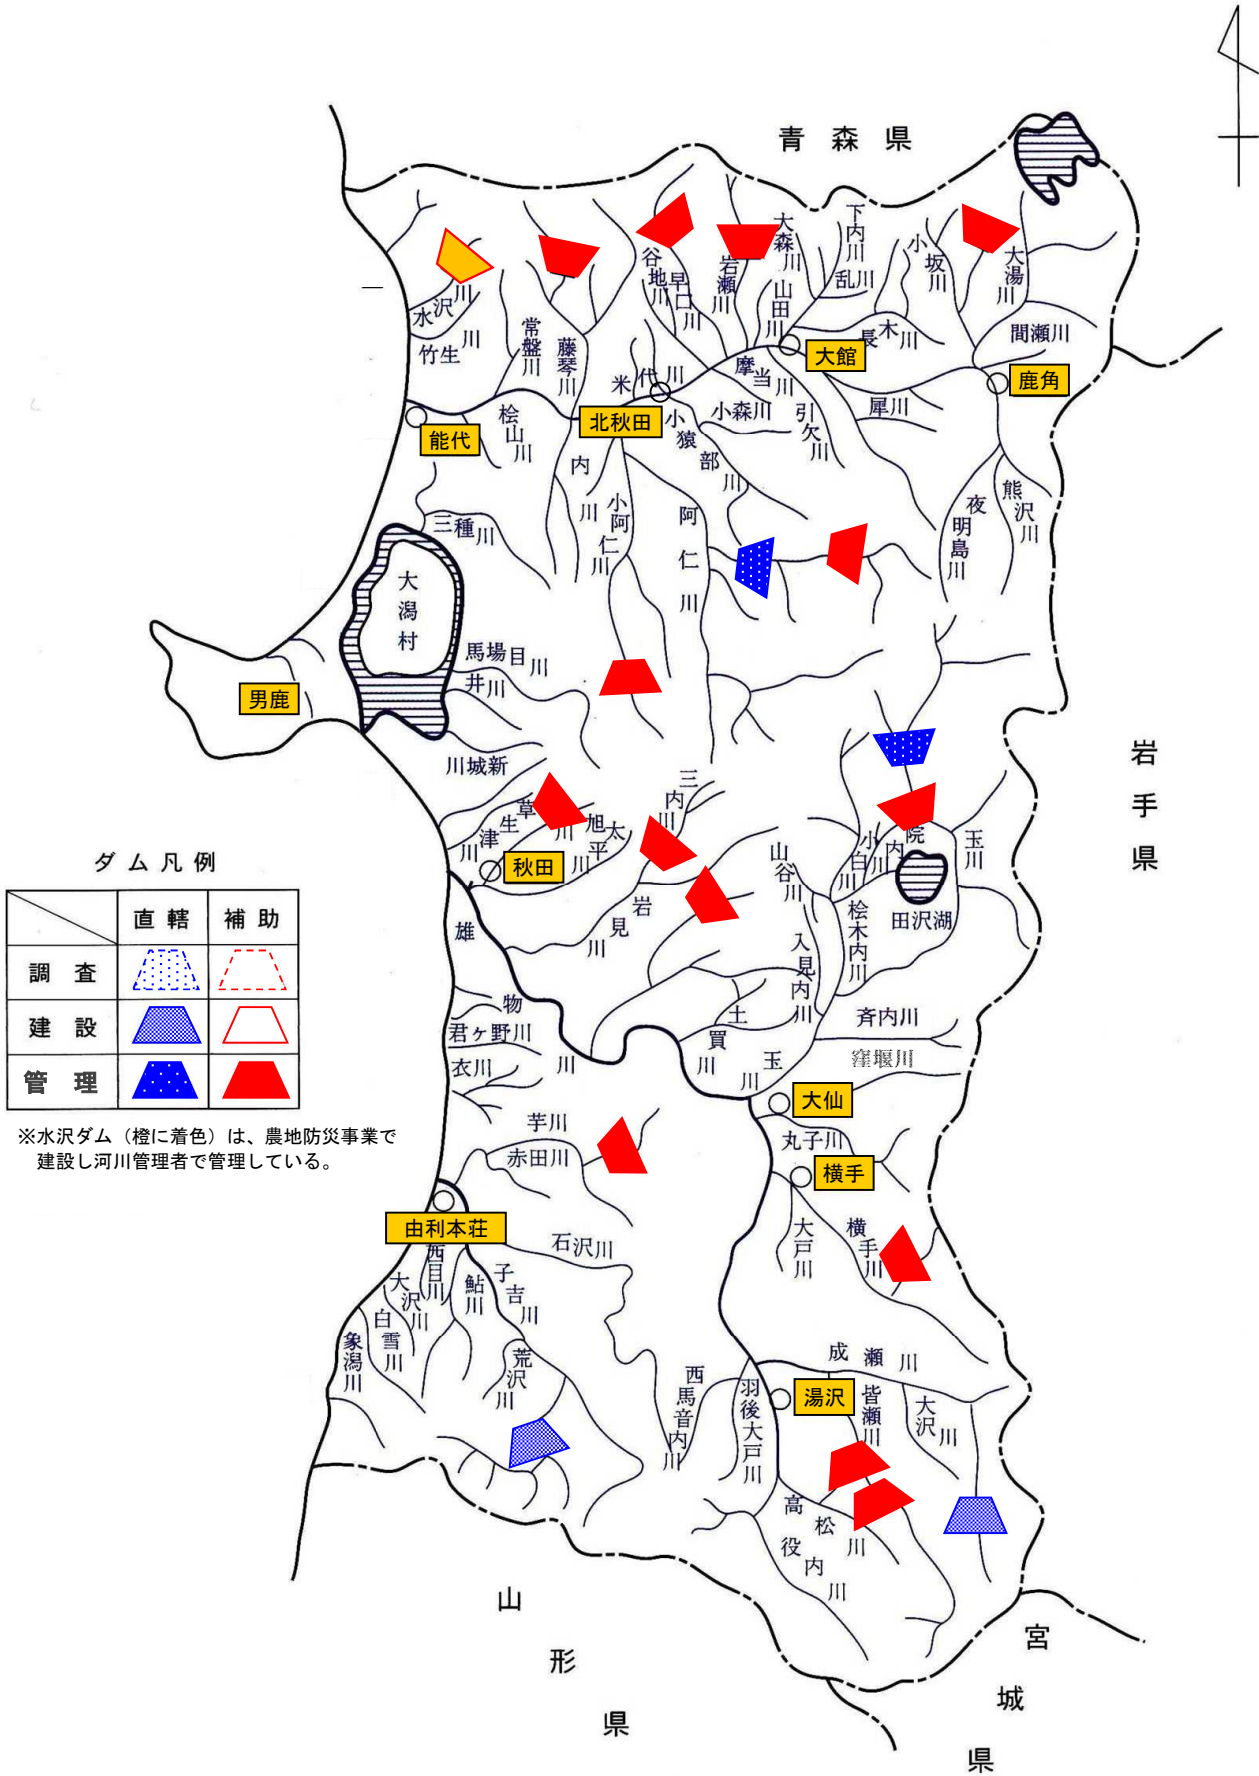 青森県
大森川
下内川
乱川
小坂川
大湯川
谷地川
早口川
岩瀬川
山田川
水沢川
竹生川
常盤川
藤琴川
長木川
間瀬川
大館
鹿角
米代川
摩当川
小森川
引欠川
犀川
北秋田
能代
桧山川
小猿部川
内川
小阿仁川
阿仁川
夜明島川
熊沢川
三種川
大潟村
馬場目川
井川
男鹿
川城新
岩手県
草生津川
旭川
太平川
三内川
秋田
岩見川
山谷川
小白川
院内川
玉川
田沢湖
桧木内川
入見内川
雄物川
君ヶ野川
衣川
土買川
玉川
斉内川
窪堰川
大仙
丸子川
横手
芋川
赤田川
大戸川
横手川
由利本荘
西目川
石沢川
子吉川
鮎川
大沢川
白雪川
象潟川
荒沢川
西馬音内川
羽後大戸川
成瀬川
湯沢
皆瀬川
大沢川
高松川
役内川
山形県
宮城県
ダム凡例
直轄 補助
調査
建設
管理
※水沢ダム（橙に着色）は、農地防災事業で
建設し河川管理者で管理している。